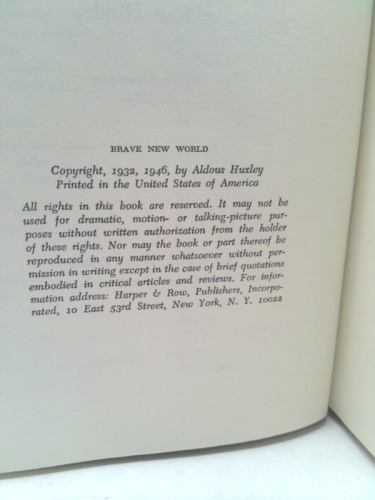 BRAVE NEW WORLD
Copyright, 1932, 1946, by Aldous Huxley
Printed in the United States of America
All rights in this book are reserved. It may not be
used for dramatic, motion- or talking-picture pur-
poses without written authorization from the holder
of these rights. Nor may the book or part thereof be
reproduced in any manner whatsoever without per-
mission in writing except in the case of brief quotations
embodied in critical articles and reviews. For infor-
mation address: Harper & Row, Publishers, Incorpo-
rated, 10 East 53rd Street, New York, N. Y. 10022